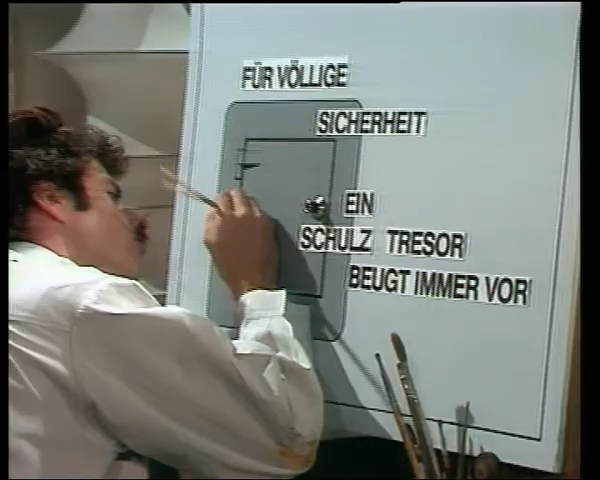 FÜR VÖLLIGE
SICHERHEIT
EIN
SCHULZ TRESOR
BEUGT IMMER VOR!